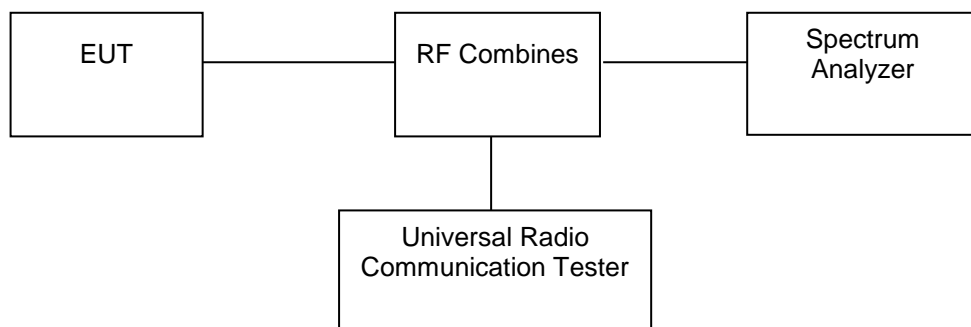 EUT
RF Combines
Spectrum
Analyzer
Universal Radio
Communication Tester